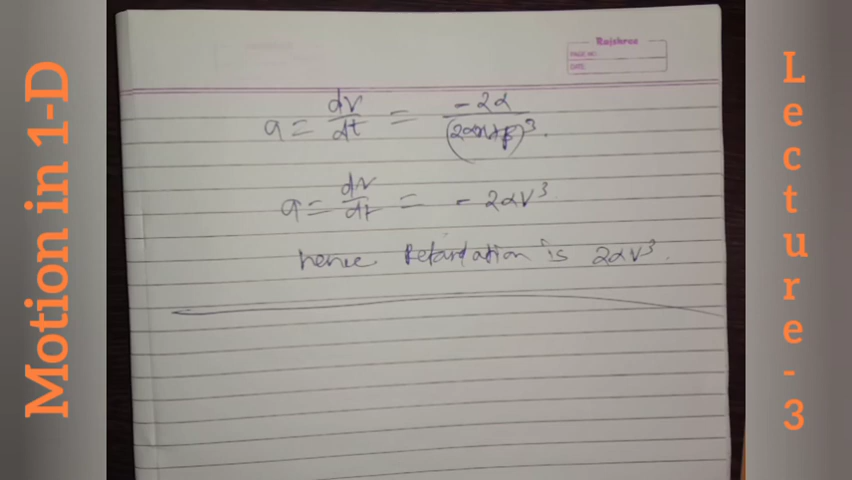 Motion in 1-D
Rajshree
PAGE NO:
DATE:
a = dv/dt = -2α/(2αx+β)³.
a = dv/dt = - 2αv³
hence Retardation is 2αv³.
Lecture-3